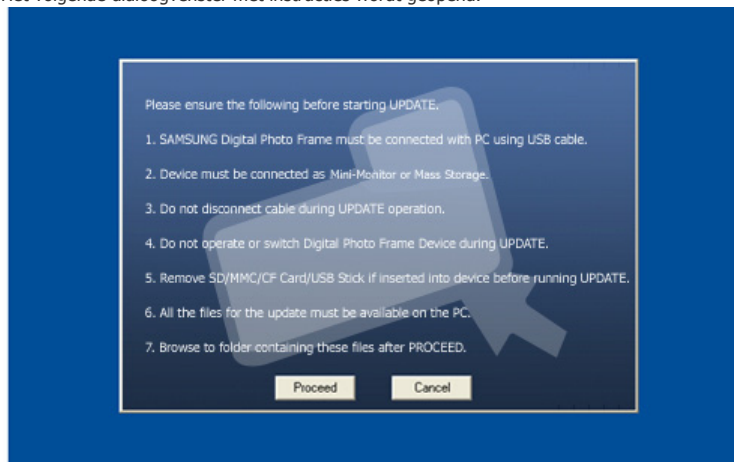 Het volgende dialoogvenster met instructies wordt geopend.
Please ensure the following before starting UPDATE.
1. SAMSUNG Digital Photo Frame must be connected with PC using USB cable.
2. Device must be connected as Mini-Monitor or Mass Storage.
3. Do not disconnect cable during UPDATE operation.
4. Do not operate or switch Digital Photo Frame Device during UPDATE.
5. Remove SD/MMC/CF Card/USB Stick if inserted into device before running UPDATE.
6. All the files for the update must be available on the PC.
7. Browse to folder containing these files after PROCEED.
Proceed Cancel